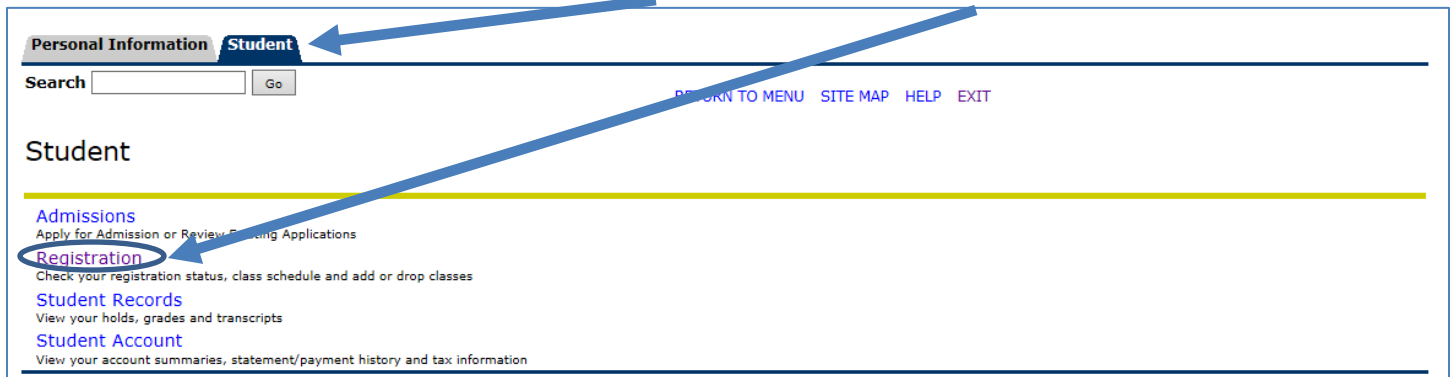 Personal Information Student
Search Go
RETURN TO MENU SITE MAP HELP EXIT
Student
Admissions
Apply for Admission or Review Existing Applications
Registration
Check your registration status, class schedule and add or drop classes
Student Records
View your holds, grades and transcripts
Student Account
View your account summaries, statement/payment history and tax information